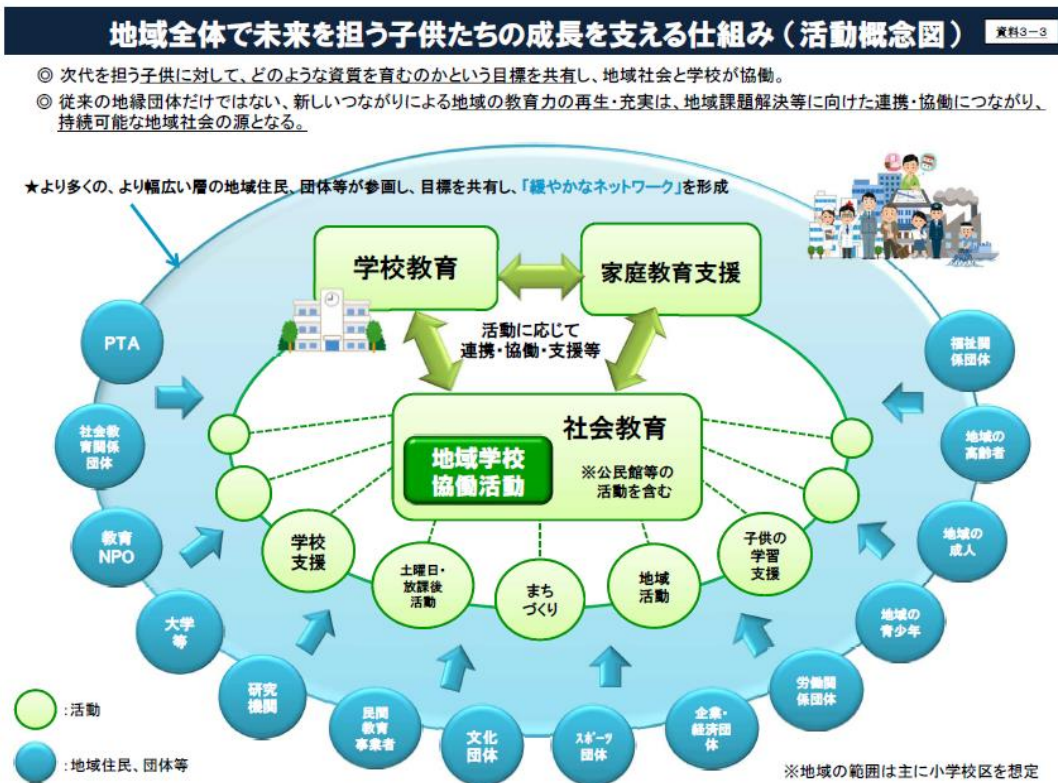 地域全体で未来を担う子供たちの成長を支える仕組み(活動概念図)
資料3-3
◎ 次代を担う子供に対して、どのような資質を育むのかという目標を共有し、地域社会と学校が協働。
◎ 従来の地縁団体だけではない、新しいつながりによる地域の教育力の再生・充実は、地域課題解決等に向けた連携・協働につながり、
持続可能な地域社会の源となる。
★より多くの、より幅広い層の地域住民、団体等が参画し、目標を共有し、「緩やかなネットワーク」を形成
学校教育
家庭教育支援
活動に応じて
連携・協働・支援等
社会教育
地域学校
協働活動
※公民館等の
活動を含む
学校
支援
土曜日・
放課後
活動
まち
づくり
地域
活動
子供の
学習
支援
PTA
社会教
育関係
団体
教育
NPO
大学
等
研究
機関
民間
教育
事業者
文化
団体
スポーツ
団体
企業・
経済団
体
労働関
係団体
地域の
青少年
地域の
成人
地域の
高齢者
福祉関
係団体
:活動
:地域住民、団体等
※地域の範囲は主に小学校区を想定